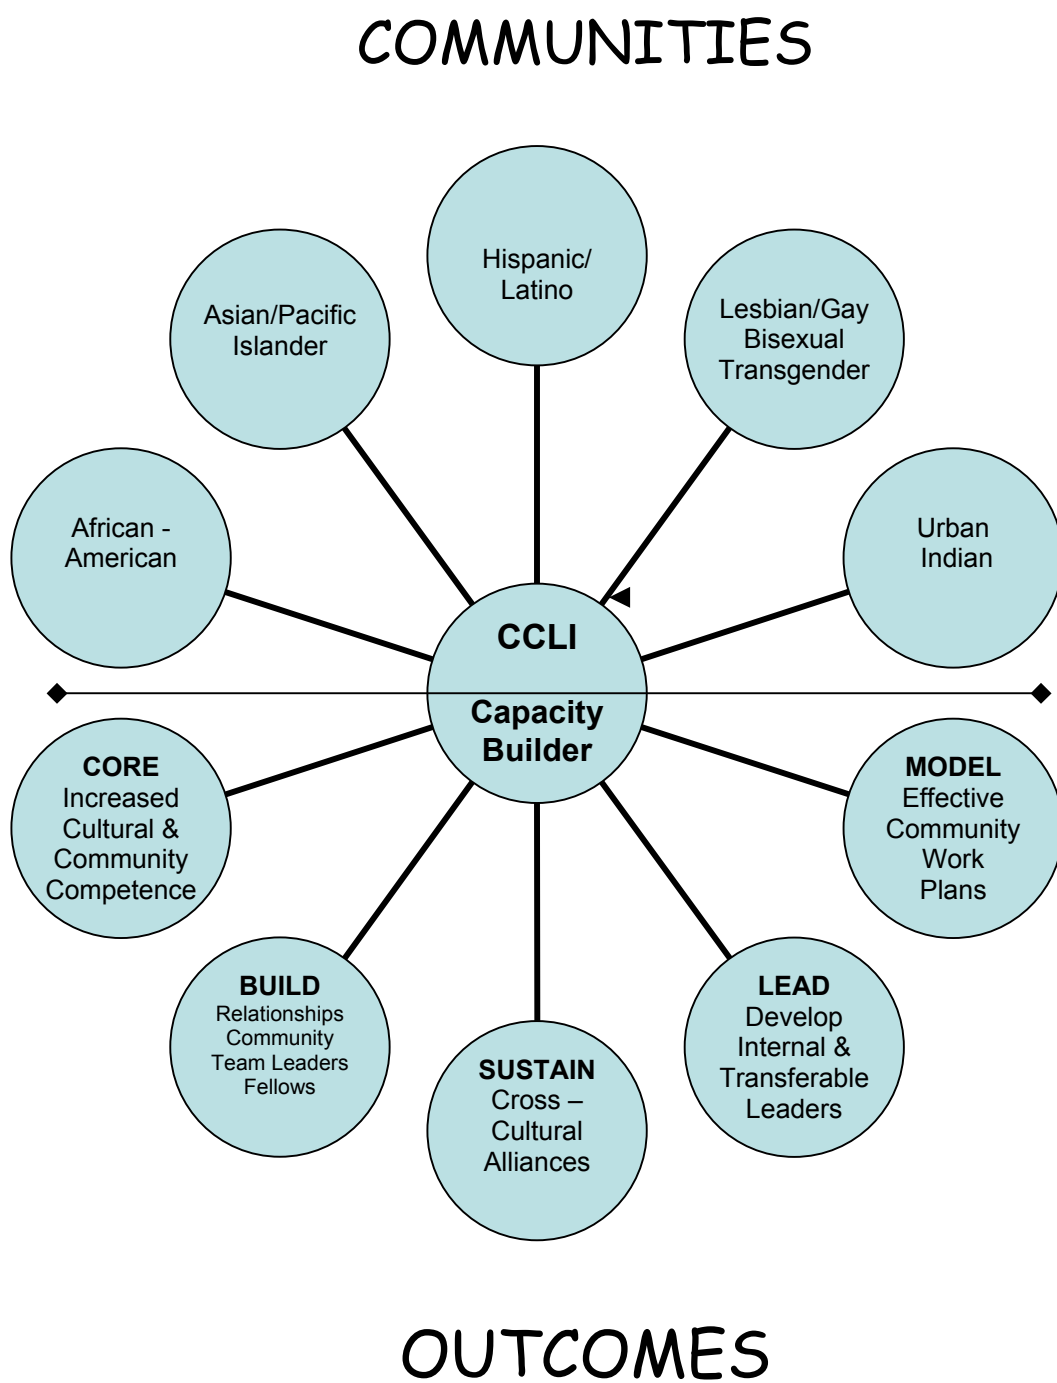 COMMUNITIES
Hispanic/
Latino
Asian/Pacific
Islander
Lesbian/Gay
Bisexual
Transgender
African -
American
Urban
Indian
CCLI
Capacity
Builder
CORE
Increased
Cultural &
Community
Competence
MODEL
Effective
Community
Work
Plans
BUILD
Relationships
Community
Team Leaders
Fellows
SUSTAIN
Cross –
Cultural
Alliances
LEAD
Develop
Internal &
Transferable
Leaders
OUTCOMES